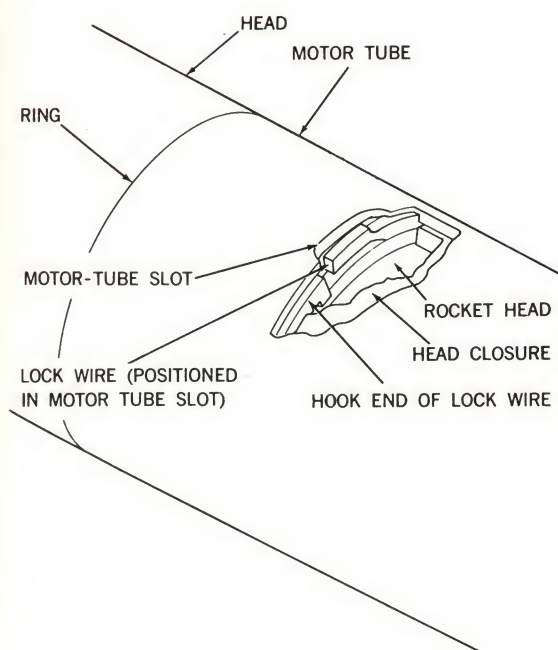 HEAD
MOTOR TUBE
RING
MOTOR-TUBE SLOT
ROCKET HEAD
HEAD CLOSURE
LOCK WIRE (POSITIONED
IN MOTOR TUBE SLOT)
HOOK END OF LOCK WIRE